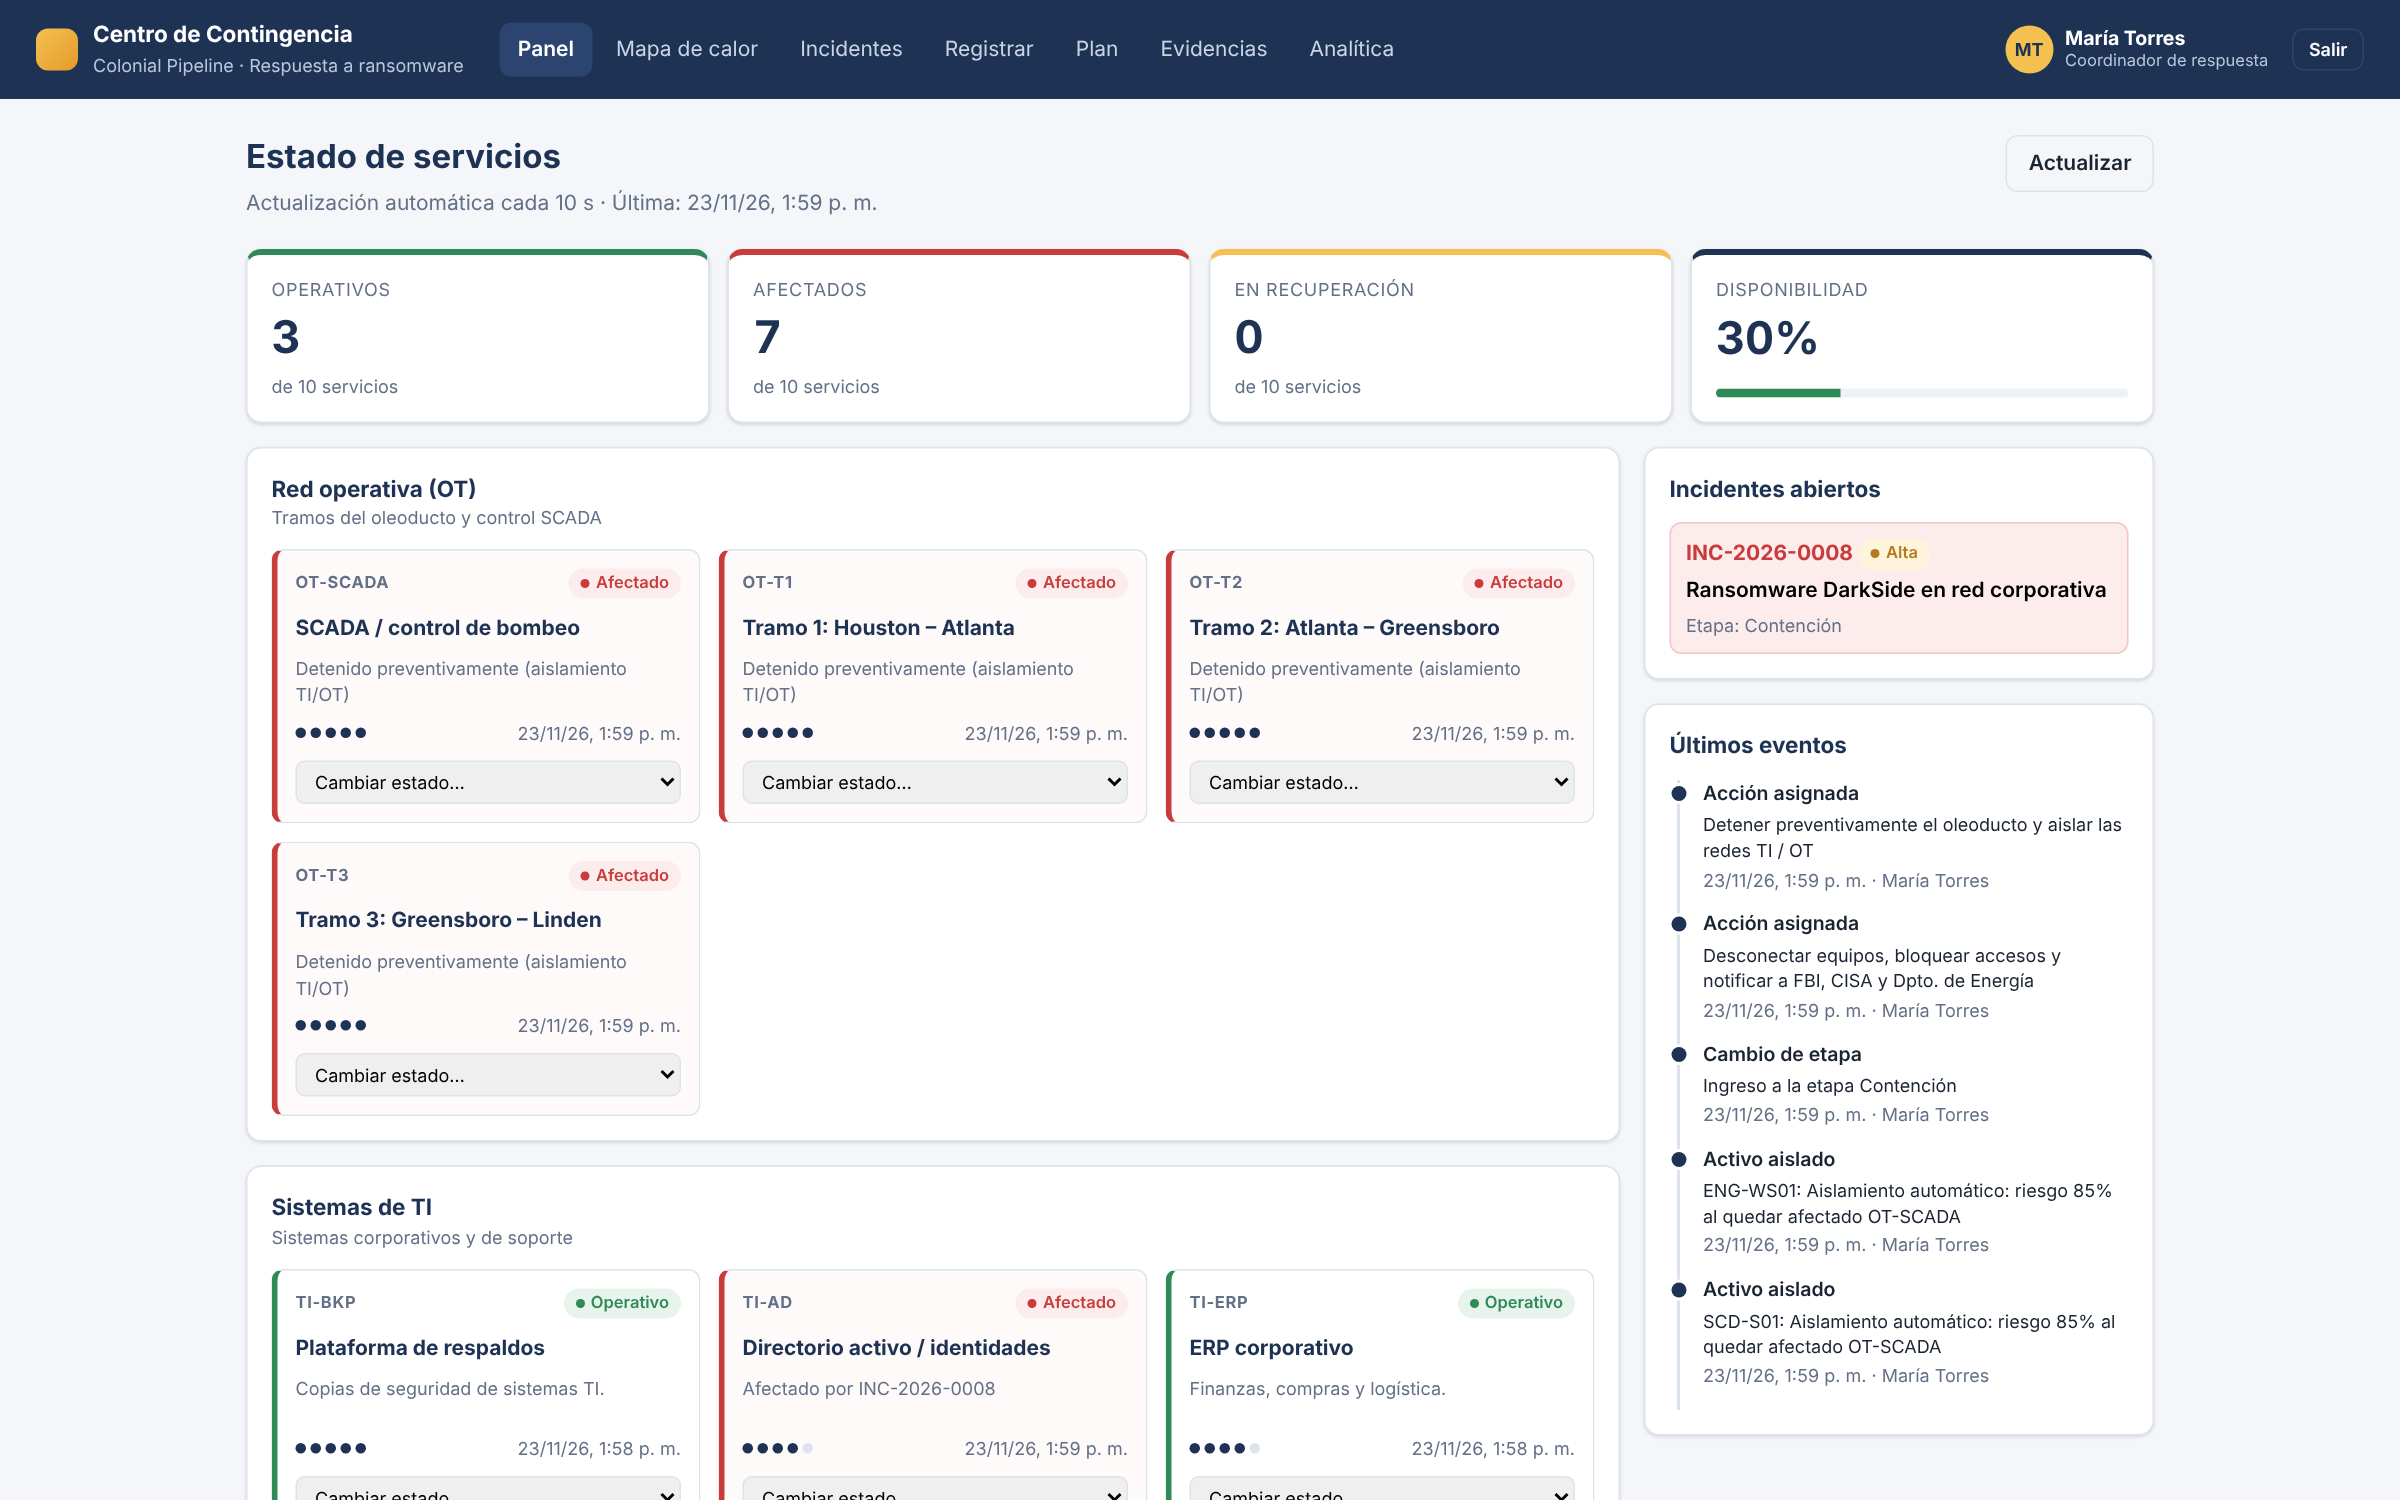 Centro de Contingencia
Colonial Pipeline · Respuesta a ransomware
Panel
Mapa de calor
Incidentes
Registrar
Plan
Evidencias
Analítica
MT
María Torres
Coordinador de respuesta
Salir
Estado de servicios
Actualización automática cada 10 s · Última: 23/11/26, 1:59 p. m.
Actualizar
OPERATIVOS
3
de 10 servicios
AFECTADOS
7
de 10 servicios
EN RECUPERACIÓN
0
de 10 servicios
DISPONIBILIDAD
30%
Red operativa (OT)
Tramos del oleoducto y control SCADA
OT-SCADA
Afectado
SCADA / control de bombeo
Detenido preventivamente (aislamiento
TI/OT)
23/11/26, 1:59 p. m.
Cambiar estado...
OT-T1
Afectado
Tramo 1: Houston – Atlanta
Detenido preventivamente (aislamiento
TI/OT)
23/11/26, 1:59 p. m.
Cambiar estado...
OT-T2
Afectado
Tramo 2: Atlanta – Greensboro
Detenido preventivamente (aislamiento
TI/OT)
23/11/26, 1:59 p. m.
Cambiar estado...
OT-T3
Afectado
Tramo 3: Greensboro – Linden
Detenido preventivamente (aislamiento
TI/OT)
23/11/26, 1:59 p. m.
Cambiar estado...
Sistemas de TI
Sistemas corporativos y de soporte
TI-BKP
Operativo
Plataforma de respaldos
Copias de seguridad de sistemas TI.
23/11/26, 1:58 p. m.
Cambiar estado
TI-AD
Afectado
Directorio activo / identidades
Afectado por INC-2026-0008
23/11/26, 1:59 p. m.
Cambiar estado
TI-ERP
Operativo
ERP corporativo
Finanzas, compras y logística.
23/11/26, 1:58 p. m.
Cambiar estado
Incidentes abiertos
INC-2026-0008
Alta
Ransomware DarkSide en red corporativa
Etapa: Contención
Últimos eventos
Acción asignada
Detener preventivamente el oleoducto y aislar las
redes TI / OT
23/11/26, 1:59 p. m. · María Torres
Acción asignada
Desconectar equipos, bloquear accesos y
notificar a FBI, CISA y Dpto. de Energía
23/11/26, 1:59 p. m. · María Torres
Cambio de etapa
Ingreso a la etapa Contención
23/11/26, 1:59 p. m. · María Torres
Activo aislado
ENG-WS01: Aislamiento automático: riesgo 85%
al quedar afectado OT-SCADA
23/11/26, 1:59 p. m. · María Torres
Activo aislado
SCD-S01: Aislamiento automático: riesgo 85% al
quedar afectado OT-SCADA
23/11/26, 1:59 p. m. · María Torres